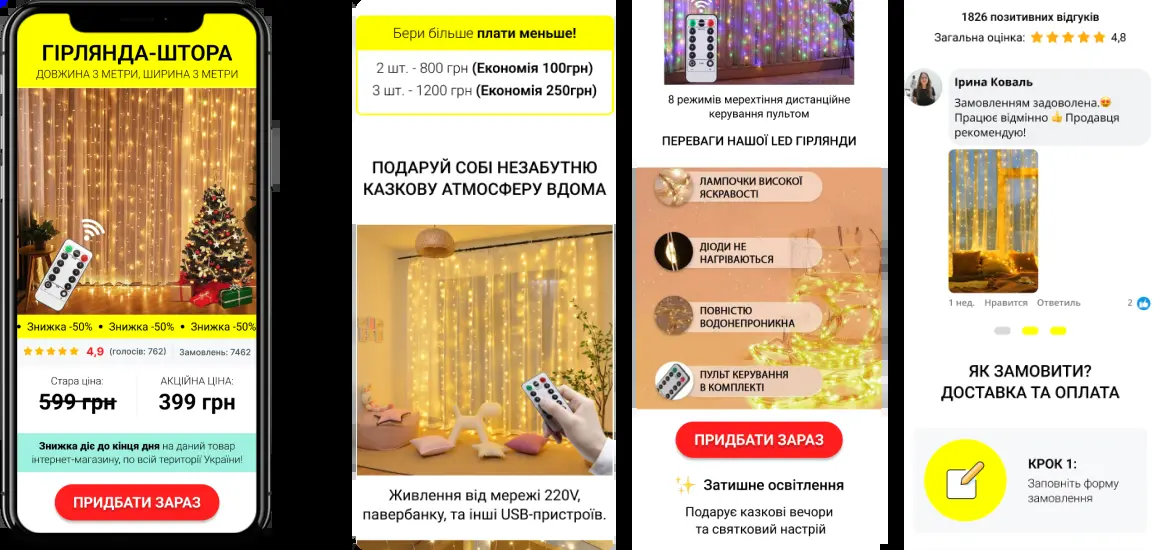 ГІРЛЯНДА-ШТОРА
ДОВЖИНА 3 МЕТРИ, ШИРИНА 3 МЕТРИ
• Знижка -50% • Знижка -50% • Знижка -50%
4,9 (голосів: 762) Замовлень: 7462
Стара ціна:
599 грн
АКЦІЙНА ЦІНА:
399 грн
Знижка діє до кінця дня на даний товар
інтернет-магазину, по всій території України!
ПРИДБАТИ ЗАРАЗ
Бери більше плати меньше!
2 шт. - 800 грн (Економія 100грн)
3 шт. - 1200 грн (Економія 250грн)
ПОДАРУЙ СОБІ НЕЗАБУТНЮ
КАЗКОВУ АТМОСФЕРУ ВДОМА
Живлення від мережі 220V,
павербанку, та інші USB-пристроїв.
8 режимів мерехтіння дистанційне
керування пультом
ПЕРЕВАГИ НАШОЇ LED ГІРЛЯНДИ
ЛАМПОЧКИ ВИСОКОЇ
ЯСКРАВОСТІ
ДІОДИ НЕ
НАГРІВАЮТЬСЯ
ПОВНІСТЮ
ВОДОНЕПРОНИКНА
ПУЛЬТ КЕРУВАННЯ
В КОМПЛЕКТІ
ПРИДБАТИ ЗАРАЗ
✨ Затишне освітлення
Подарує казкові вечори
та святковий настрій
1826 позитивних відгуків
Загальна оцінка: 4,8
Ірина Коваль
Замовленням задоволена.😍
Працює відмінно 👍 Продавця
рекомендую!
1 нед. Нравится Ответить 2
ЯК ЗАМОВИТИ?
ДОСТАВКА ТА ОПЛАТА
КРОК 1:
Заповніть форму
замовлення